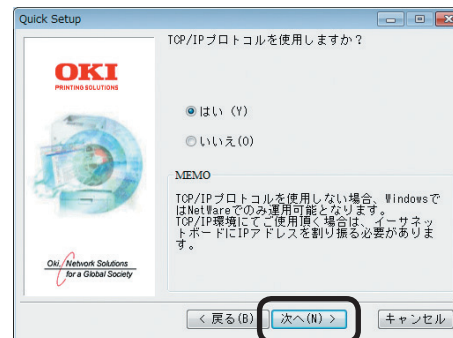 Quick Setup
TCP/IPプロトコルを使用しますか？
OKI
PRINTING SOLUTIONS
はい (Y)
いいえ(O)
MEMO
TCP/IPプロトコルを使用しない場合、Windowsで
はNetWareでのみ運用可能となります。
TCP/IP環境にてご使用頂く場合は、イーサネッ
トボードにIPアドレスを割り振る必要がありま
す。
Oki, Network Solutions
for a Global Society
< 戻る(B)
次へ(N) >
キャンセル